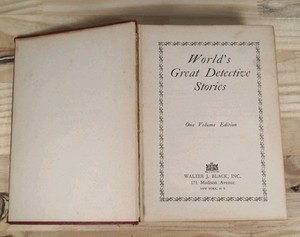 World's
Great Detective
Stories
One Volume Edition
WALTER J. BLACK, INC.
171 Madison Avenue
NEW YORK, N. Y.